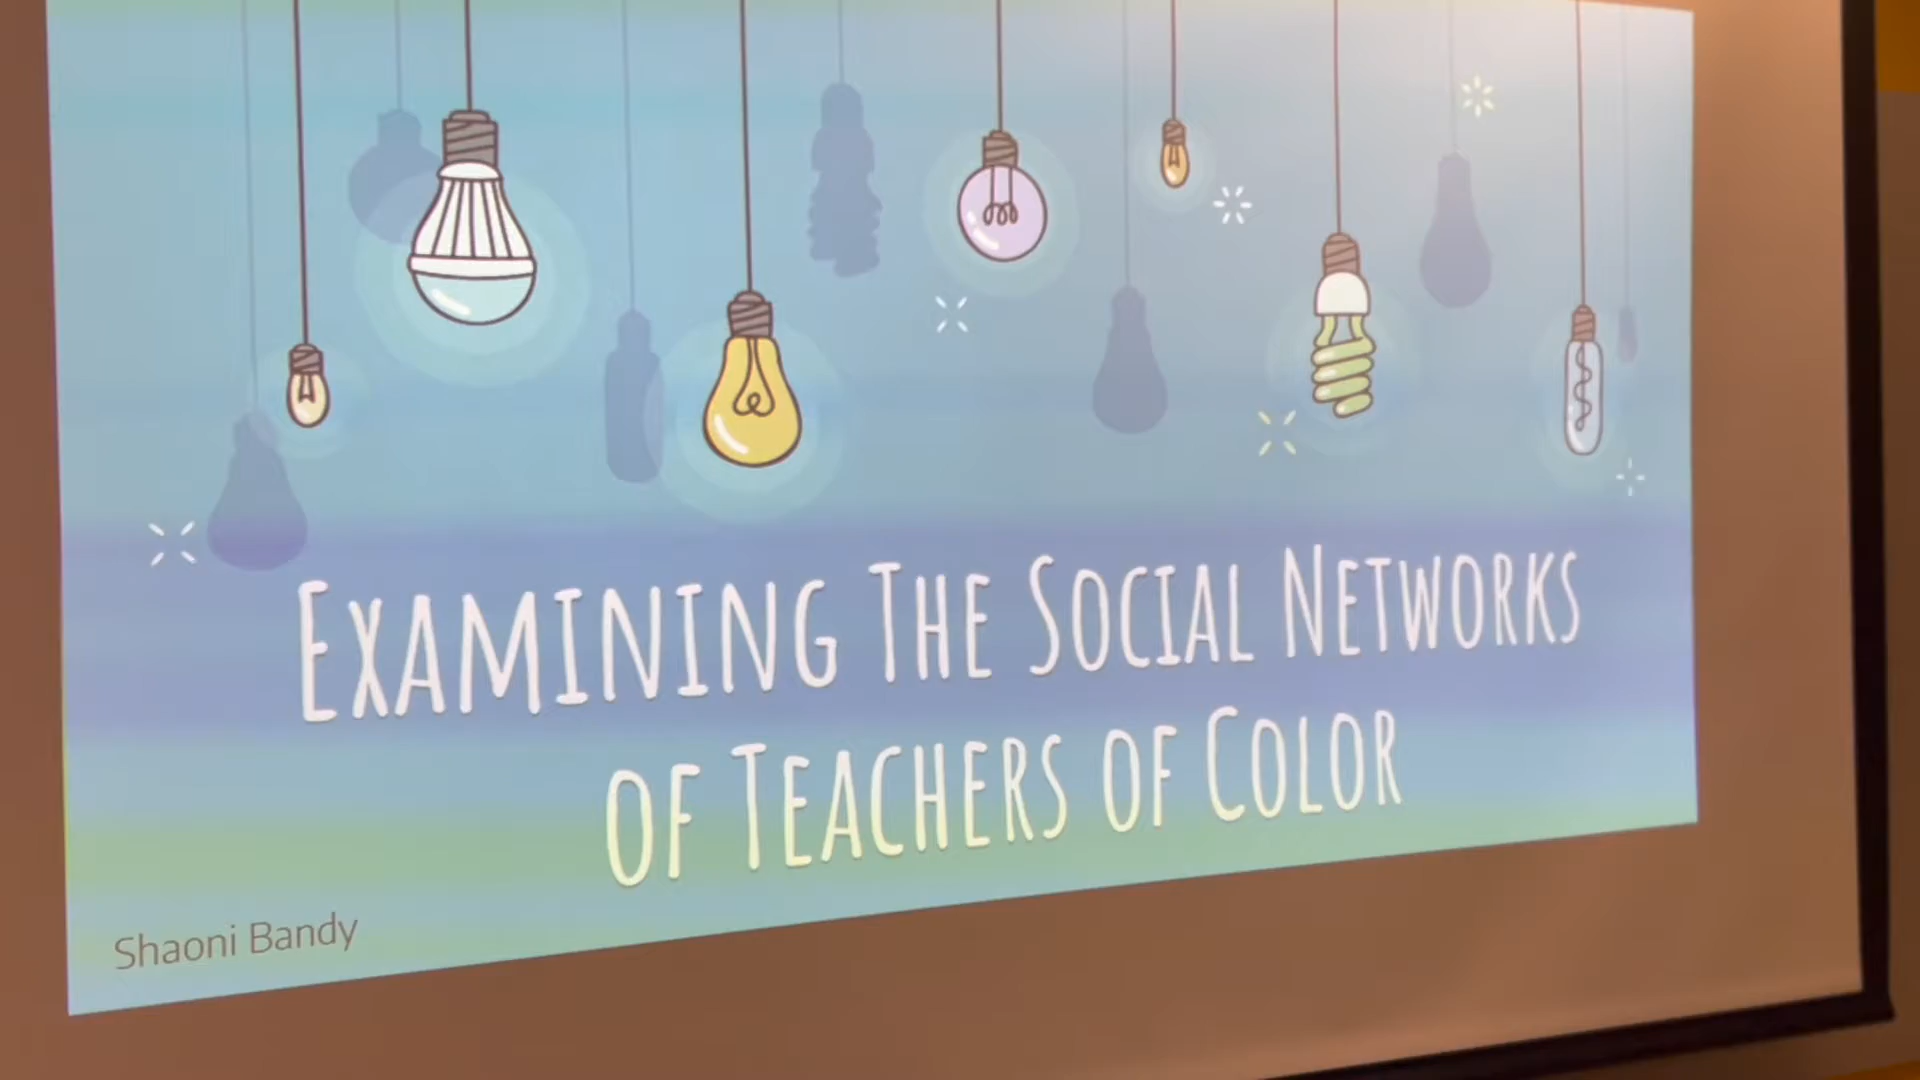 Examining The Social Networks
of Teachers of Color
Shaoni Bandy